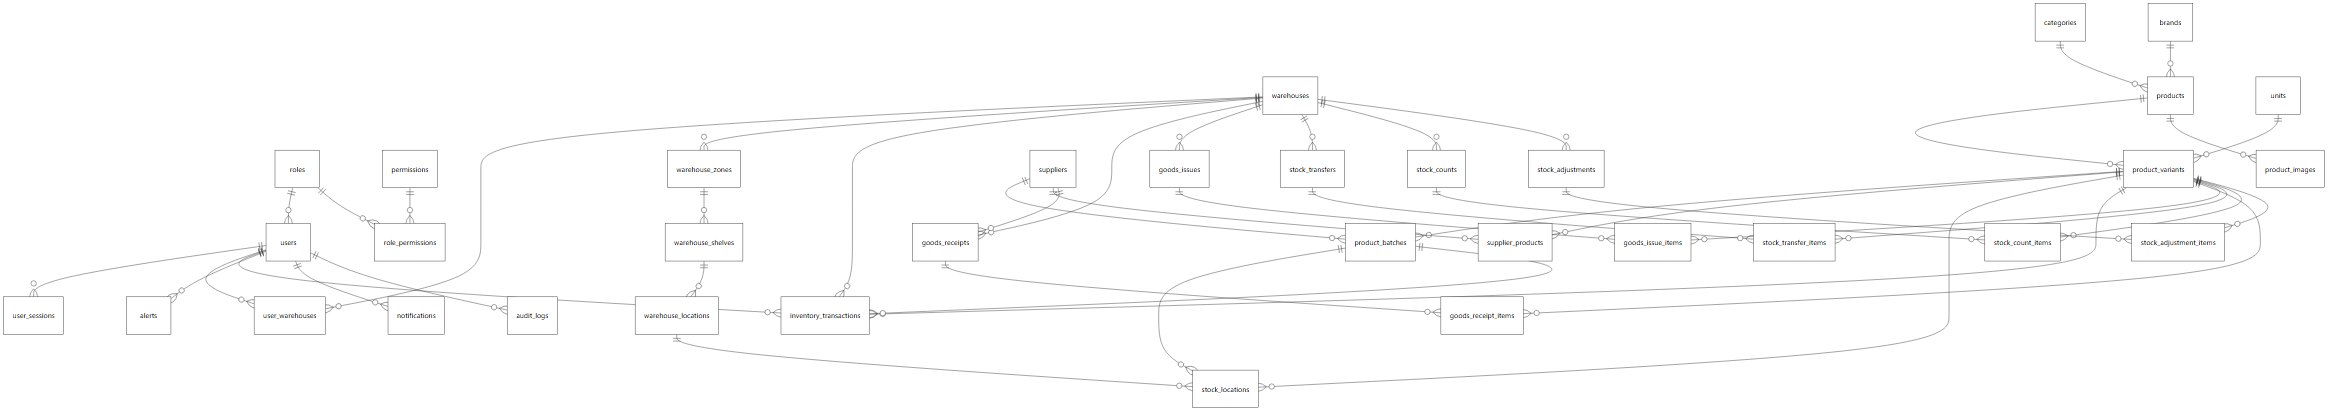 categories
brands
warehouses
products
units
roles
permissions
warehouse_zones
suppliers
goods_issues
stock_transfers
stock_counts
stock_adjustments
product_variants
product_images
users
role_permissions
warehouse_shelves
goods_receipts
product_batches
supplier_products
goods_issue_items
stock_transfer_items
stock_count_items
stock_adjustment_items
user_sessions
alerts
user_warehouses
notifications
audit_logs
warehouse_locations
inventory_transactions
goods_receipt_items
stock_locations